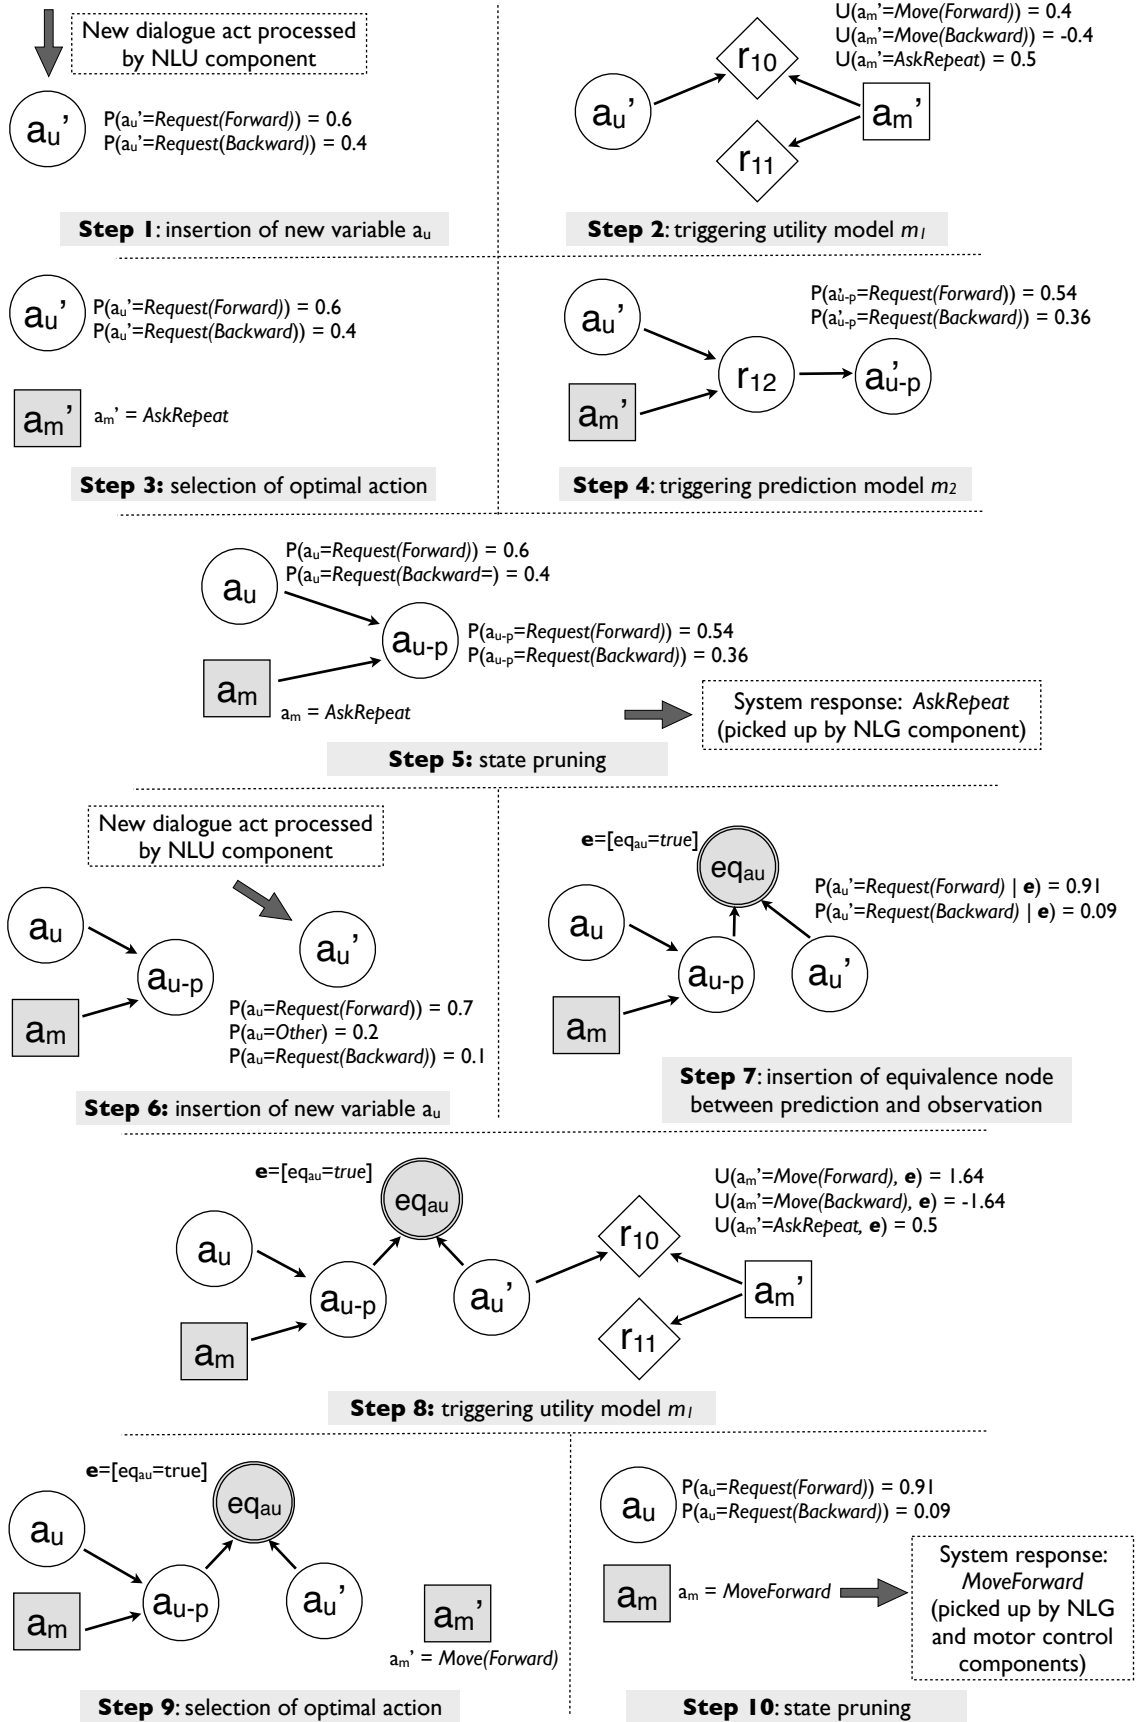 New dialogue act processed
by NLU component
a_u'
P(a_u'=Request(Forward)) = 0.6
P(a_u'=Request(Backward)) = 0.4
Step 1: insertion of new variable a_u
U(a_m'=Move(Forward)) = 0.4
U(a_m'=Move(Backward)) = -0.4
U(a_m'=AskRepeat) = 0.5
r_10
a_u'
a_m'
r_11
Step 2: triggering utility model m_1
a_u'
P(a_u'=Request(Forward)) = 0.6
P(a_u'=Request(Backward)) = 0.4
a_m'
a_m' = AskRepeat
Step 3: selection of optimal action
P(a'_u-p=Request(Forward)) = 0.54
P(a'_u-p=Request(Backward)) = 0.36
a_u'
r_12
a'_u-p
a_m'
Step 4: triggering prediction model m_2
P(a_u=Request(Forward)) = 0.6
P(a_u=Request(Backward=) = 0.4
a_u
a_u-p
P(a_u-p=Request(Forward)) = 0.54
P(a_u-p=Request(Backward)) = 0.36
a_m
a_m = AskRepeat
System response: AskRepeat
(picked up by NLG component)
Step 5: state pruning
New dialogue act processed
by NLU component
a_u
a_u'
a_u-p
a_m
P(a_u=Request(Forward)) = 0.7
P(a_u=Other) = 0.2
P(a_u=Request(Backward)) = 0.1
Step 6: insertion of new variable a_u
e=[eq_au=true]
eq_au
P(a_u'=Request(Forward) | e) = 0.91
P(a_u'=Request(Backward) | e) = 0.09
a_u
a_u-p
a_u'
a_m
Step 7: insertion of equivalence node
between prediction and observation
e=[eq_au=true]
eq_au
U(a_m'=Move(Forward), e) = 1.64
U(a_m'=Move(Backward), e) = -1.64
U(a_m'=AskRepeat, e) = 0.5
a_u
r_10
a_u-p
a_u'
a_m'
a_m
r_11
Step 8: triggering utility model m_1
e=[eq_au=true]
eq_au
a_u
a_u-p
a_u'
a_m
a_m'
a_m' = Move(Forward)
Step 9: selection of optimal action
a_u
P(a_u=Request(Forward)) = 0.91
P(a_u=Request(Backward)) = 0.09
a_m
a_m = MoveForward
System response:
MoveForward
(picked up by NLG
and motor control
components)
Step 10: state pruning